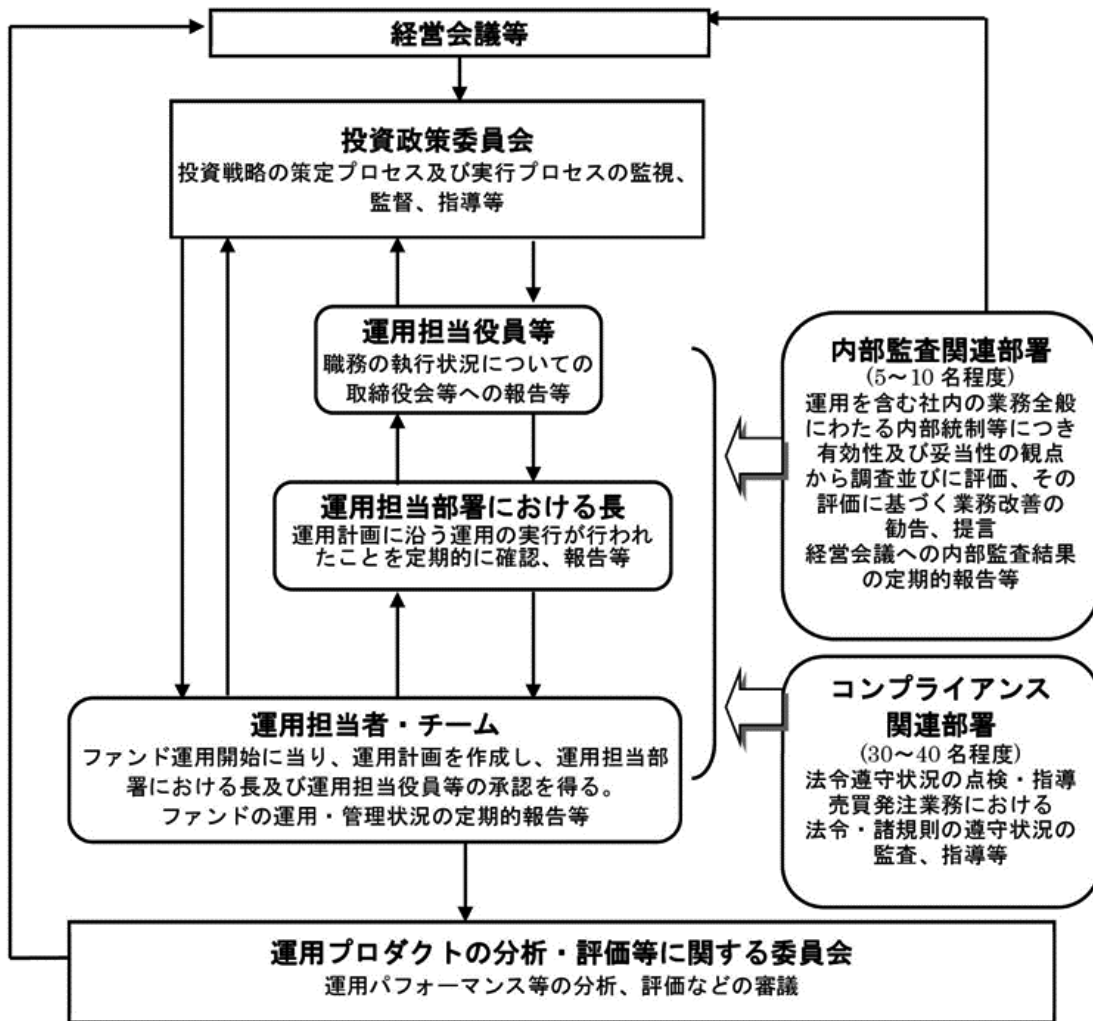 経営会議等
投資政策委員会
投資戦略の策定プロセス及び実行プロセスの監視、
監督、指導等
運用担当役員等
職務の執行状況についての
取締役会等への報告等
運用担当部署における長
運用計画に沿う運用の実行が行われ
たことを定期的に確認、報告等
運用担当者・チーム
ファンド運用開始に当り、運用計画を作成し、運用担当部
署における長及び運用担当役員等の承認を得る。
ファンドの運用・管理状況の定期的報告等
内部監査関連部署
(5～10 名程度)
運用を含む社内の業務全般
にわたる内部統制等につき
有効性及び妥当性の観点
から調査並びに評価、その
評価に基づく業務改善の
勧告、提言
経営会議への内部監査結果
の定期的報告等
コンプライアンス
関連部署
(30～40 名程度)
法令遵守状況の点検・指導
売買発注業務における
法令・諸規則の遵守状況の
監査、指導等
運用プロダクトの分析・評価等に関する委員会
運用パフォーマンス等の分析、評価などの審議